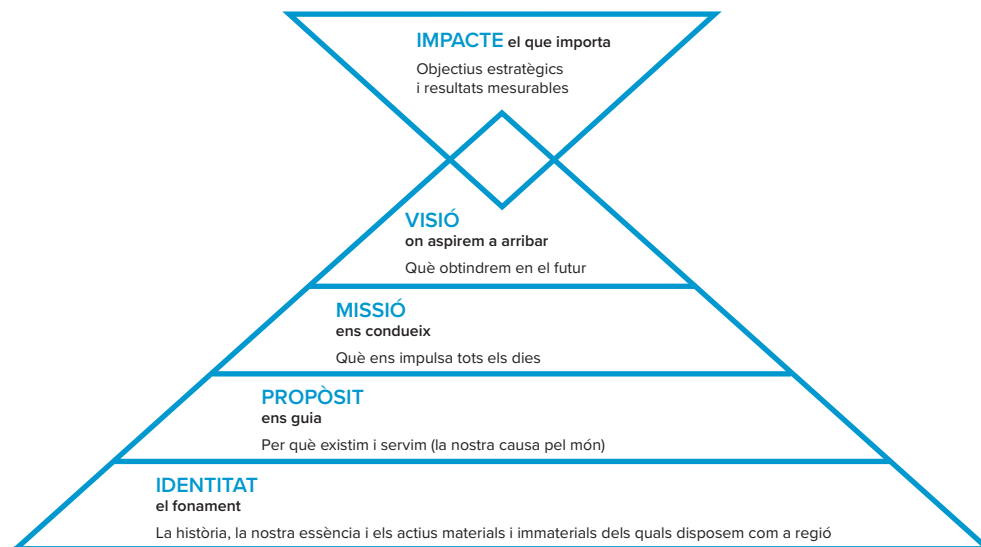 IMPACTE el que importa
Objectius estratègics
i resultats mesurables
VISIÓ
on aspirem a arribar
Què obtindrem en el futur
MISSIÓ
ens condueix
Què ens impulsa tots els dies
PROPÒSIT
ens guia
Per què existim i servim (la nostra causa pel món)
IDENTITAT
el fonament
La història, la nostra essència i els actius materials i immaterials dels quals disposem com a regió